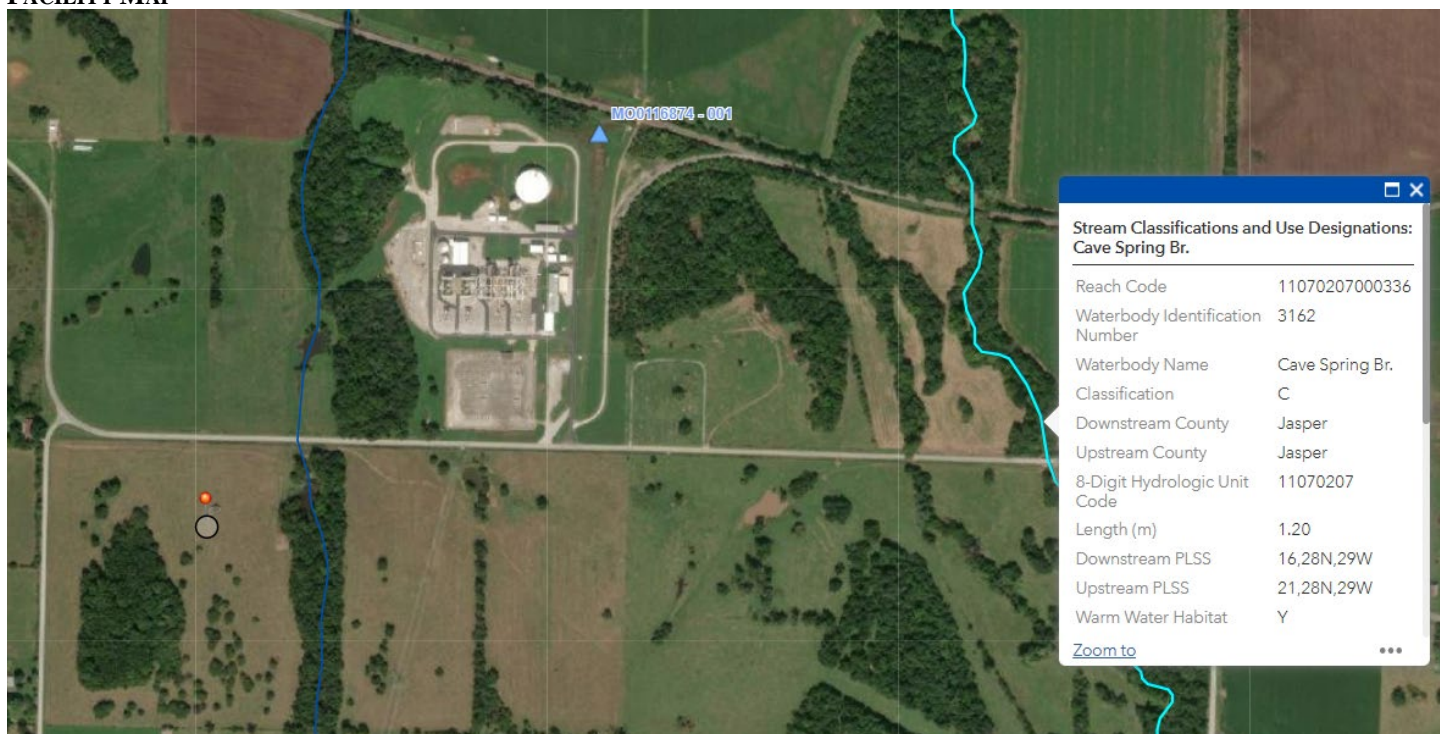 FACILITY MAP
MO0116874 - 001
Stream Classifications and Use Designations:
Cave Spring Br.
Reach Code 11070207000336
Waterbody Identification 3162
Number
Waterbody Name Cave Spring Br.
Classification C
Downstream County Jasper
Upstream County Jasper
8-Digit Hydrologic Unit 11070207
Code
Length (m) 1.20
Downstream PLSS 16,28N,29W
Upstream PLSS 21,28N,29W
Warm Water Habitat Y
Zoom to